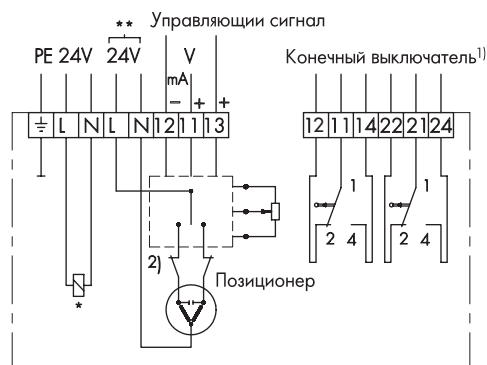 Управляющий сигнал
**
PE 24V 24V V
mA
− + +
Конечный выключатель1)
L N L N 12 11 13
12 11 14 22 21 24
1 1
2 4 2 4
2)
Позиционер
*